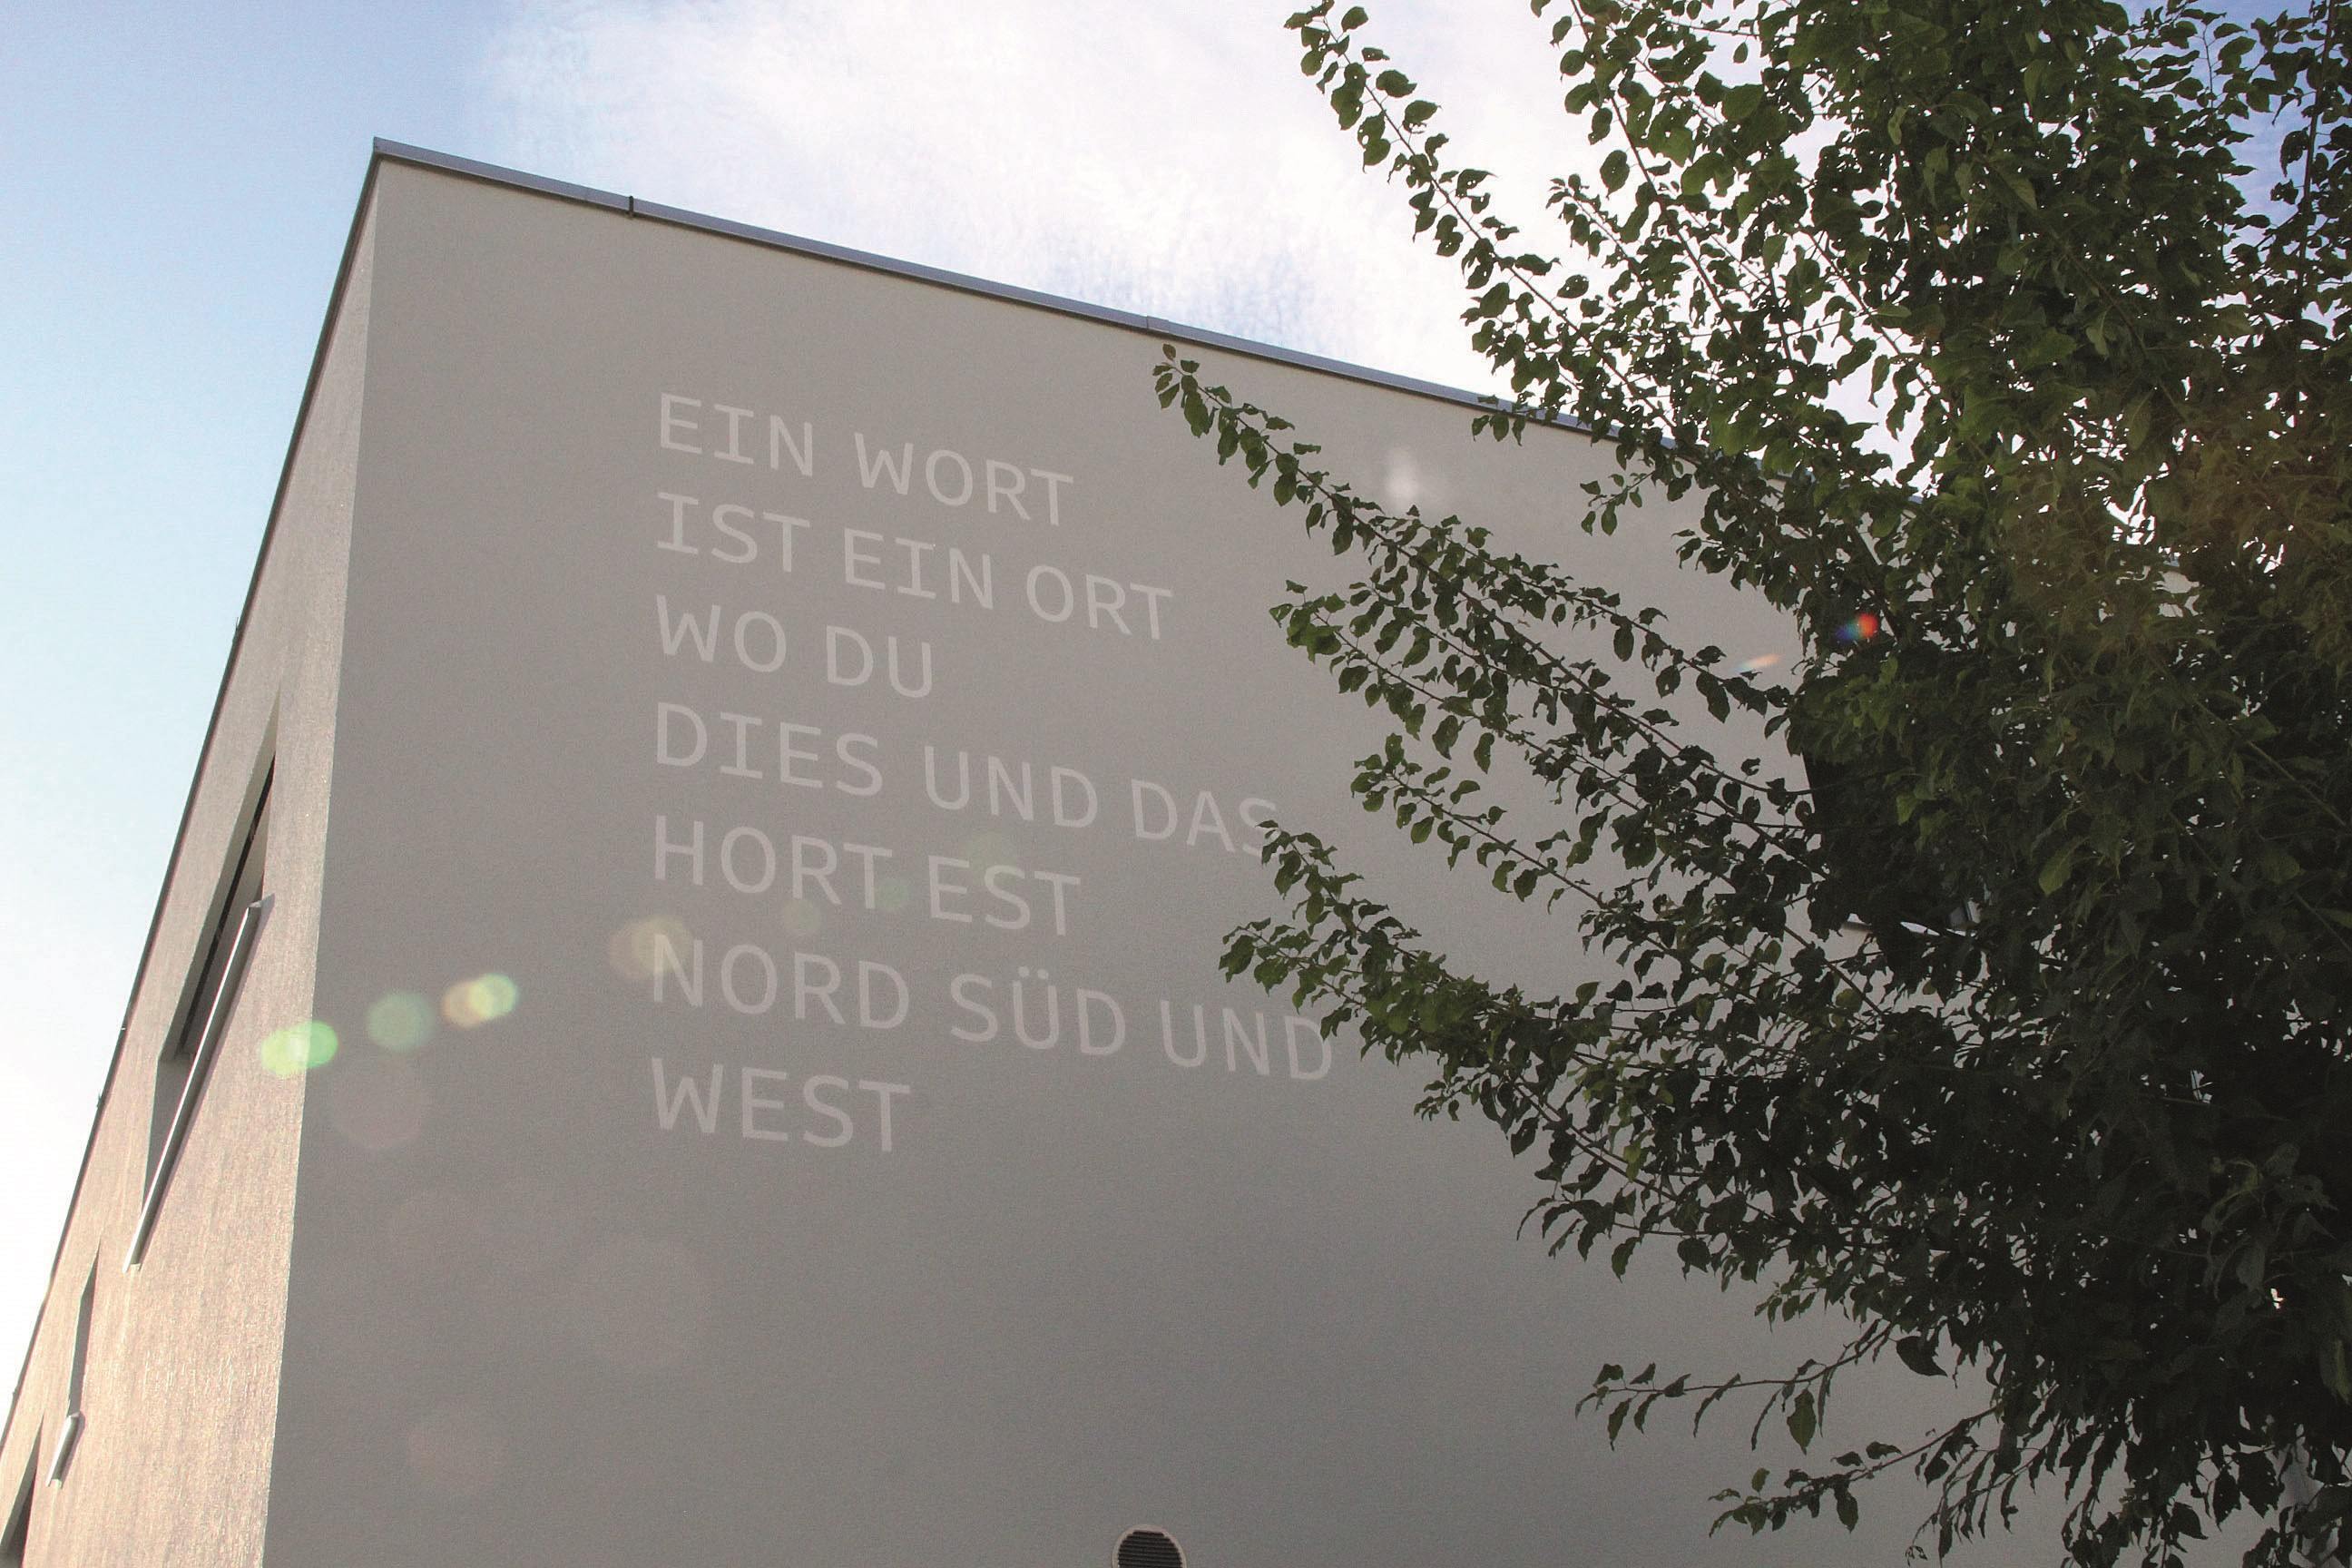 EIN WORT
IST EIN ORT
WO DU
DIES UND DAS
HORT EST
NORD SÜD UND
WEST